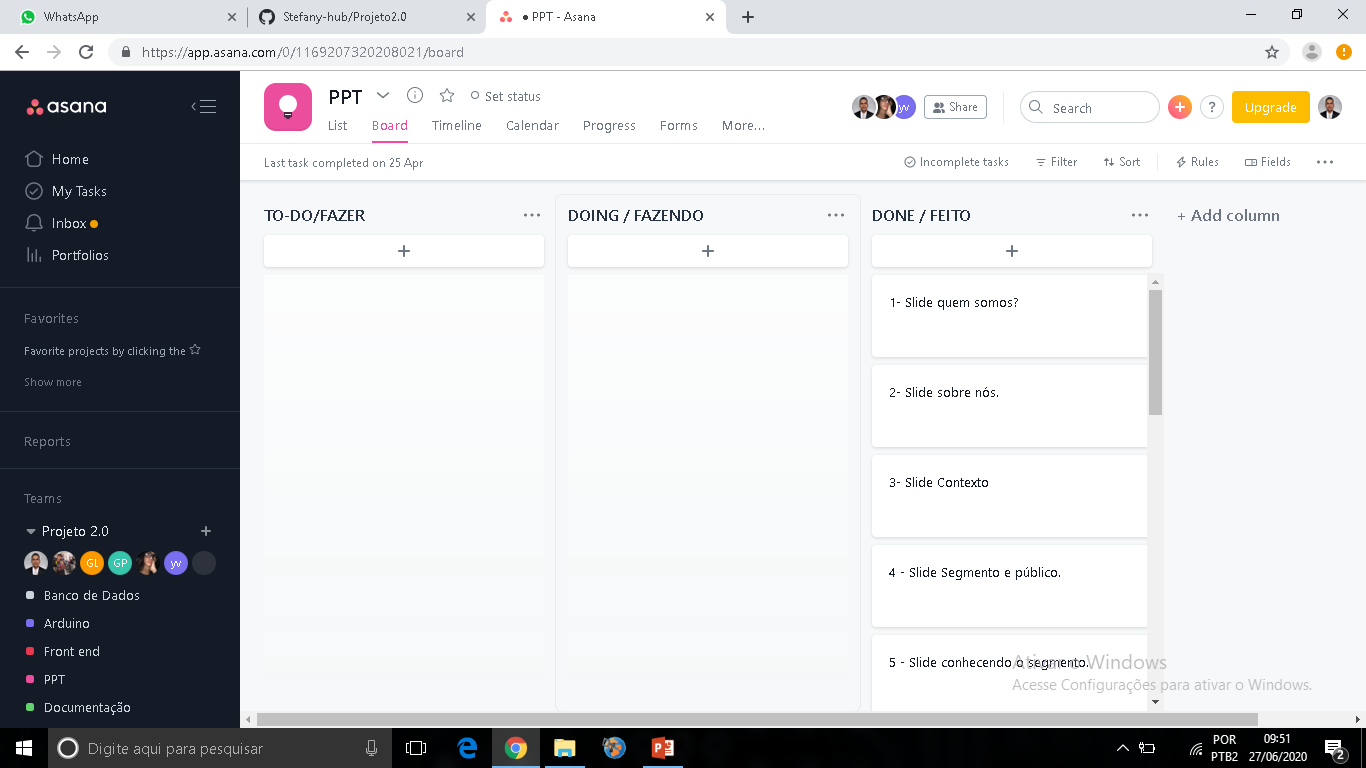 WhatsApp
Stefany-hub/Projeto2.0
• PPT - Asana
https://app.asana.com/0/1169207320208021/board
asana
Home
My Tasks
Inbox
Portfolios
Favorites
Favorite projects by clicking the
Show more
Reports
Teams
Projeto 2.0
GL GP yv
Banco de Dados
Arduino
Front end
PPT
Documentação
PPT
Set status
List Board Timeline Calendar Progress Forms More...
yv
Share
Search
?
Upgrade
Last task completed on 25 Apr
Incomplete tasks Filter Sort Rules Fields
TO-DO/FAZER
DOING / FAZENDO
DONE / FEITO
+ Add column
1- Slide quem somos?
2- Slide sobre nós.
3- Slide Contexto
4 - Slide Segmento e público.
5 - Slide conhecendo o segmento.
Ativar o Windows
Acesse Configurações para ativar o Windows.
Digite aqui para pesquisar
POR
PTB2
09:51
27/06/2020
2